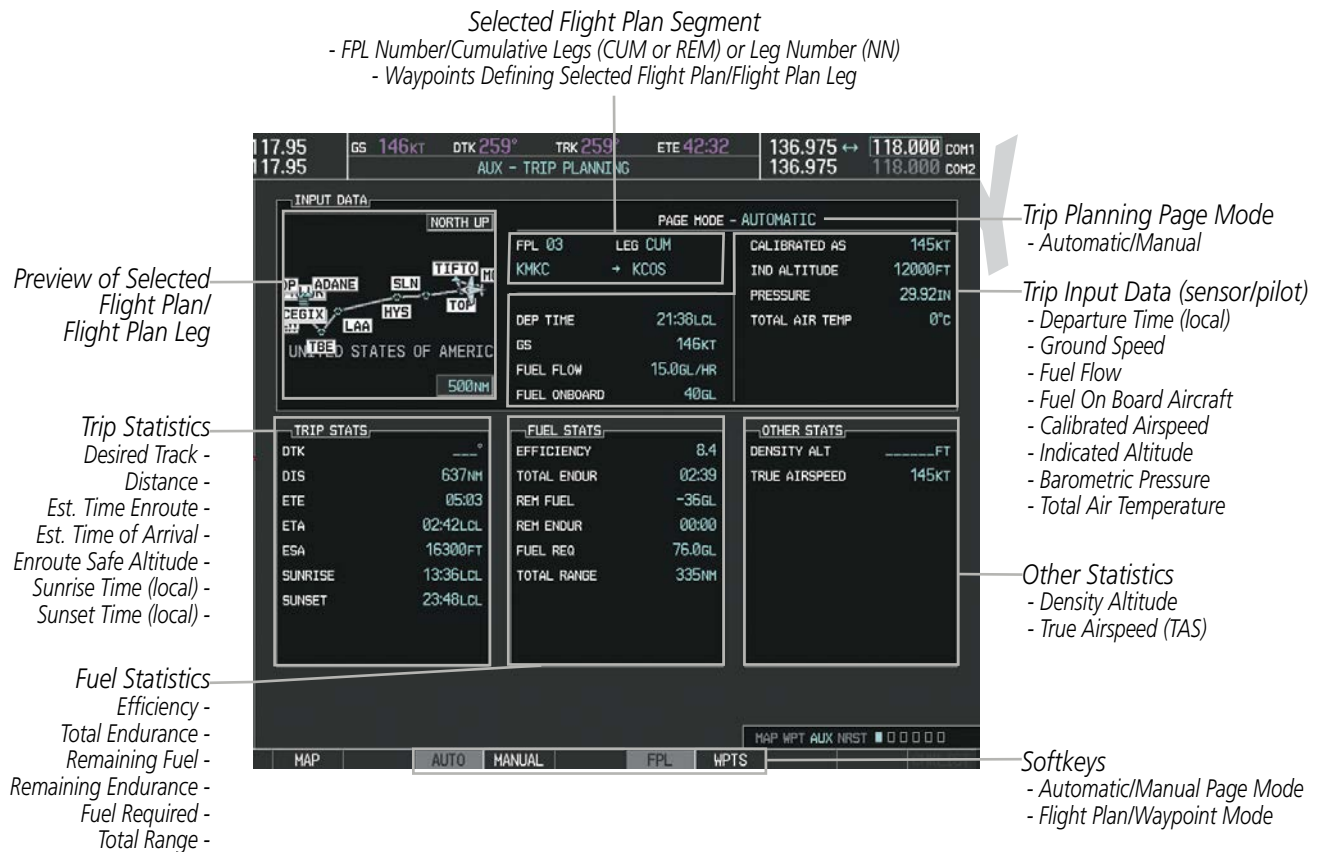 Selected Flight Plan Segment
- FPL Number/Cumulative Legs (CUM or REM) or Leg Number (NN)
- Waypoints Defining Selected Flight Plan/Flight Plan Leg
117.95
117.95
GS 146KT DTK 259° TRK 259° ETE 42:32
AUX – TRIP PLANNING
136.975 ↔ 118.000 COM1
136.975 118.000 COM2
INPUT DATA
NORTH UP
PAGE MODE – AUTOMATIC
FPL 03 LEG CUM
KMKC → KCOS
ADANE
SLN
TIFTO
TOP
HYS
LAA
CEGIX
TBE
UNITED STATES OF AMERIC
500NM
DEP TIME 21:38LCL
GS 146KT
FUEL FLOW 15.0GL/HR
FUEL ONBOARD 40GL
CALIBRATED AS 145KT
IND ALTITUDE 12000FT
PRESSURE 29.92IN
TOTAL AIR TEMP 0°C
TRIP STATS
DTK ___°
DIS 637NM
ETE 05:03
ETA 02:42LCL
ESA 16300FT
SUNRISE 13:36LCL
SUNSET 23:48LCL
FUEL STATS
EFFICIENCY 8.4
TOTAL ENDUR 02:39
REM FUEL -36GL
REM ENDUR 00:00
FUEL REQ 76.0GL
TOTAL RANGE 335NM
OTHER STATS
DENSITY ALT ______FT
TRUE AIRSPEED 145KT
MAP WPT AUX NRST
MAP AUTO MANUAL FPL WPTS
Preview of Selected
Flight Plan/
Flight Plan Leg
Trip Statistics
Desired Track -
Distance -
Est. Time Enroute -
Est. Time of Arrival -
Enroute Safe Altitude -
Sunrise Time (local) -
Sunset Time (local) -
Fuel Statistics
Efficiency -
Total Endurance -
Remaining Fuel -
Remaining Endurance -
Fuel Required -
Total Range -
Trip Planning Page Mode
- Automatic/Manual
Trip Input Data (sensor/pilot)
- Departure Time (local)
- Ground Speed
- Fuel Flow
- Fuel On Board Aircraft
- Calibrated Airspeed
- Indicated Altitude
- Barometric Pressure
- Total Air Temperature
Other Statistics
- Density Altitude
- True Airspeed (TAS)
Softkeys
- Automatic/Manual Page Mode
- Flight Plan/Waypoint Mode